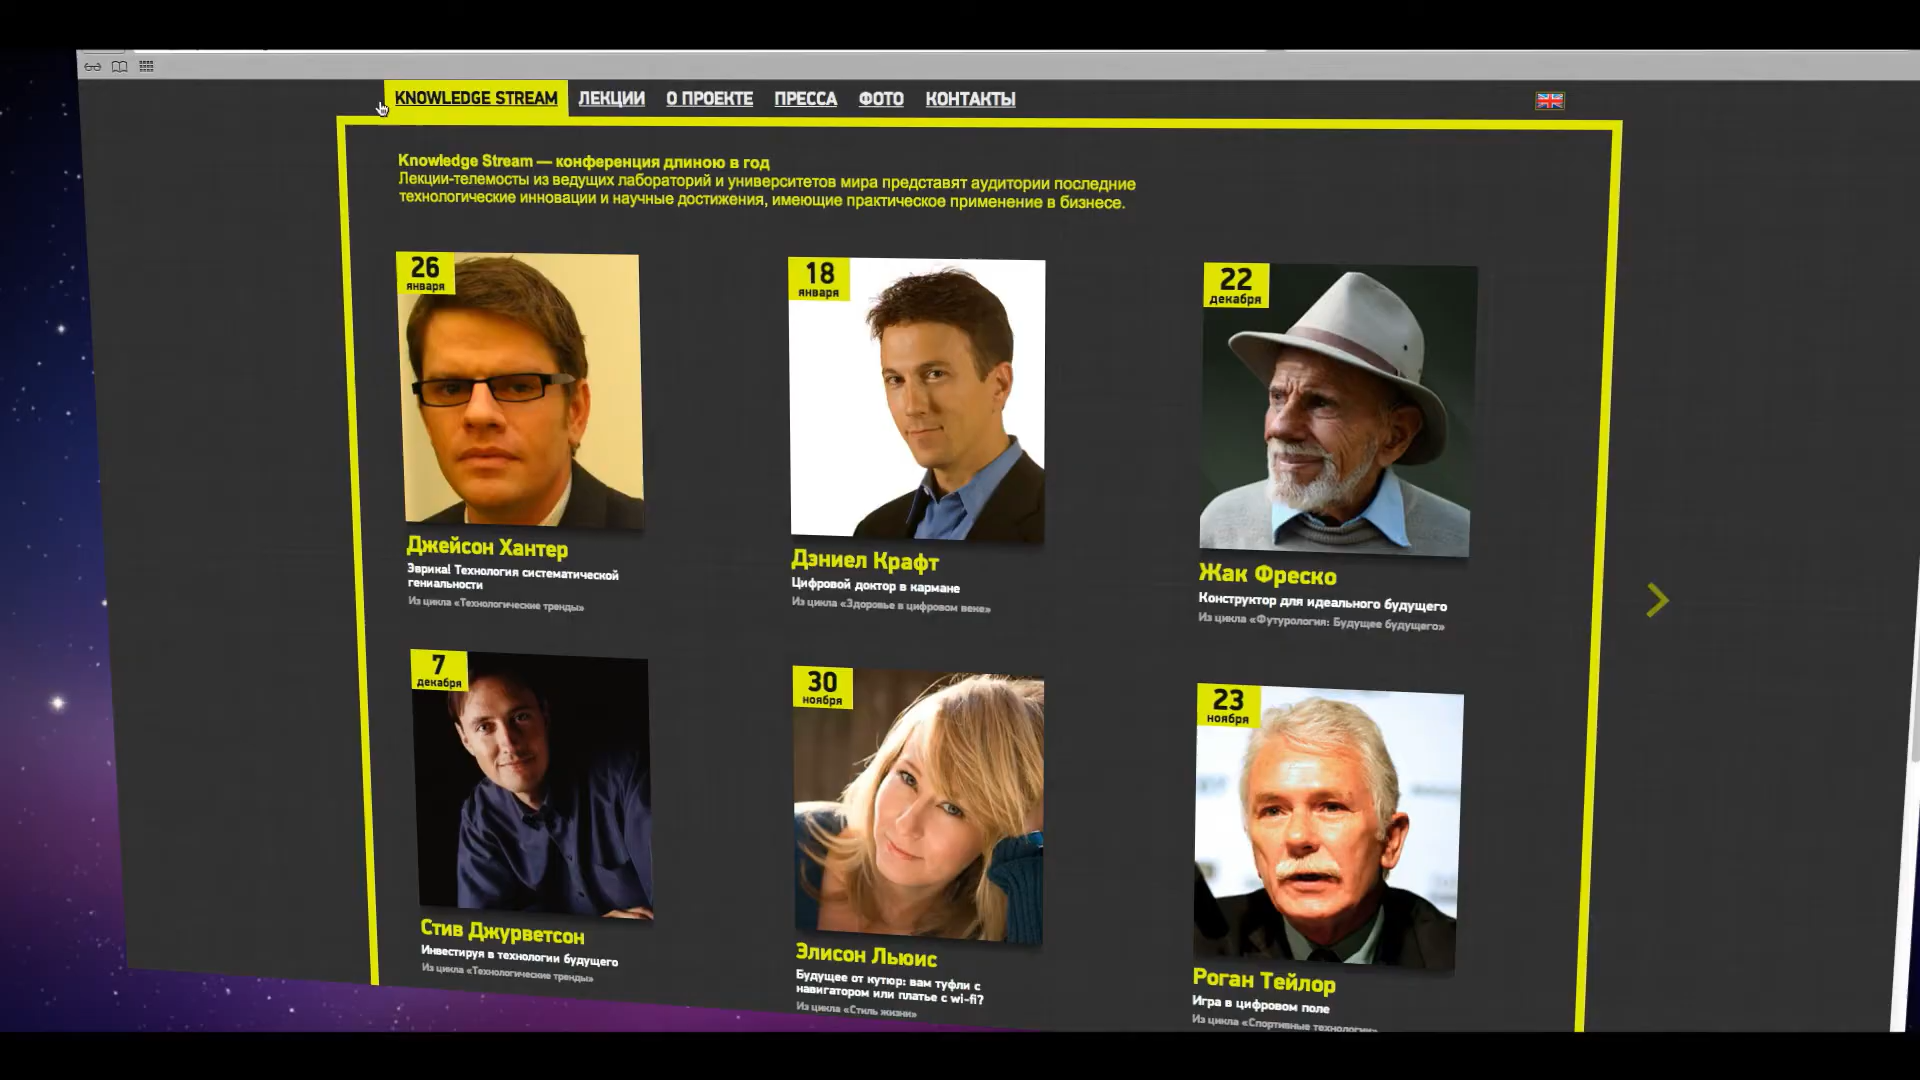 KNOWLEDGE STREAM ЛЕКЦИИ О ПРОЕКТЕ ПРЕССА ФОТО КОНТАКТЫ
Knowledge Stream — конференция длиною в год
Лекции-телемосты из ведущих лабораторий и университетов мира представят аудитории последние
технологические инновации и научные достижения, имеющие практическое применение в бизнесе.
26
января
Джейсон Хантер
Эврика! Технология систематической
гениальности
Из цикла «Технологические тренды»
18
января
Дэниел Крафт
Цифровой доктор в кармане
Из цикла «Здоровье в цифровом веке»
22
декабря
Жак Фреско
Конструктор для идеального будущего
Из цикла «Футурология: Будущее будущего»
7
декабря
Стив Джурветсон
Инвестируя в технологии будущего
Из цикла «Технологические тренды»
30
ноября
Элисон Льюис
Будущее от кутюр: вам туфли с
навигатором или платье с wi-fi?
Из цикла «Стиль жизни»
23
ноября
Роган Тейлор
Игра в цифровом поле
Из цикла «Спортивные технологии»